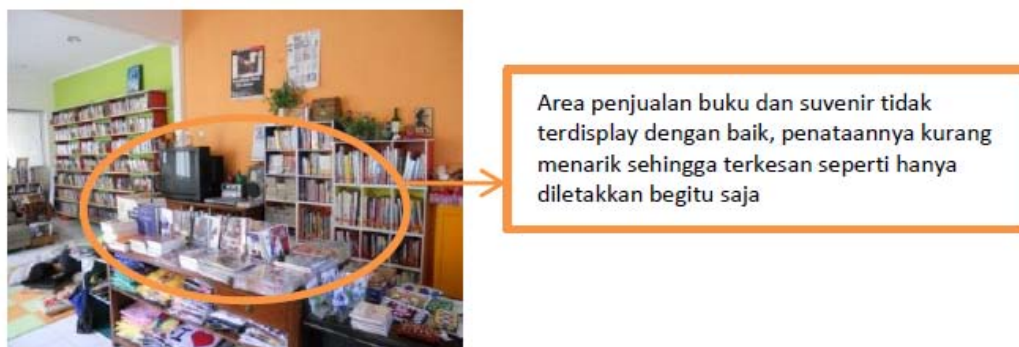 Area penjualan buku dan suvenir tidak
terdisplay dengan baik, penataannya kurang
menarik sehingga terkesan seperti hanya
diletakkan begitu saja
I